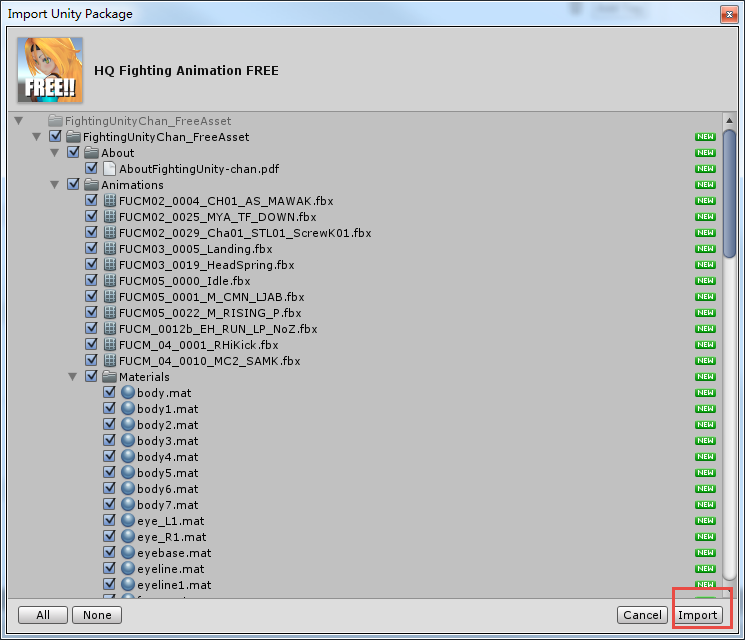 Import Unity Package
FREE!!
HQ Fighting Animation FREE
FightingUnityChan_FreeAsset
FightingUnityChan_FreeAsset NEW
About NEW
AboutFightingUnity-chan.pdf NEW
Animations NEW
FUCM02_0004_CH01_AS_MAWAK.fbx NEW
FUCM02_0025_MYA_TF_DOWN.fbx NEW
FUCM02_0029_Cha01_STL01_ScrewK01.fbx NEW
FUCM03_0005_Landing.fbx NEW
FUCM03_0019_HeadSpring.fbx NEW
FUCM05_0000_Idle.fbx NEW
FUCM05_0001_M_CMN_LJAB.fbx NEW
FUCM05_0022_M_RISING_P.fbx NEW
FUCM_0012b_EH_RUN_LP_NoZ.fbx NEW
FUCM_04_0001_RHiKick.fbx NEW
FUCM_04_0010_MC2_SAMK.fbx NEW
Materials NEW
body.mat NEW
body1.mat NEW
body2.mat NEW
body3.mat NEW
body4.mat NEW
body5.mat NEW
body6.mat NEW
body7.mat NEW
eye_L1.mat NEW
eye_R1.mat NEW
eyebase.mat NEW
eyeline.mat NEW
eyeline1.mat NEW
All None Cancel Import